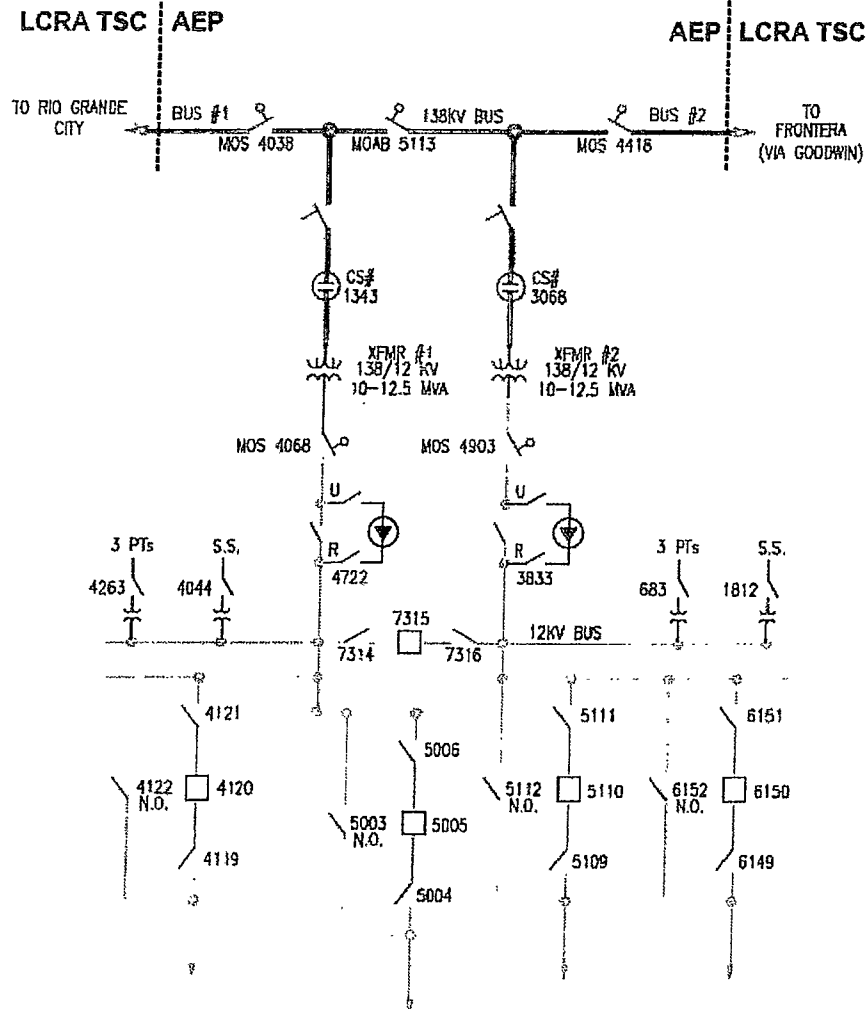 LCRA TSC AEP
AEP LCRA TSC
TO RIO GRANDE
CITY
BUS #1
138KV BUS
BUS #2
TO
FRONTERA
(VIA GOODWIN)
MOS 4038
MOAB 5113
MOS 4418
CS#
1343
CS#
3068
XFMR #1
138/12 KV
10-12.5 MVA
XFMR #2
138/12 KV
10-12.5 MVA
MOS 4068
MOS 4903
U
U
R
R
4722
3833
3 PTs
S.S.
3 PTs
S.S.
4263
4044
683
1812
7315
7314
7316
12KV BUS
4121
5006
5111
6151
4122
N.O.
4120
5003
N.O.
5005
5112
N.O.
5110
6152
N.O.
6150
4119
5004
5109
6149